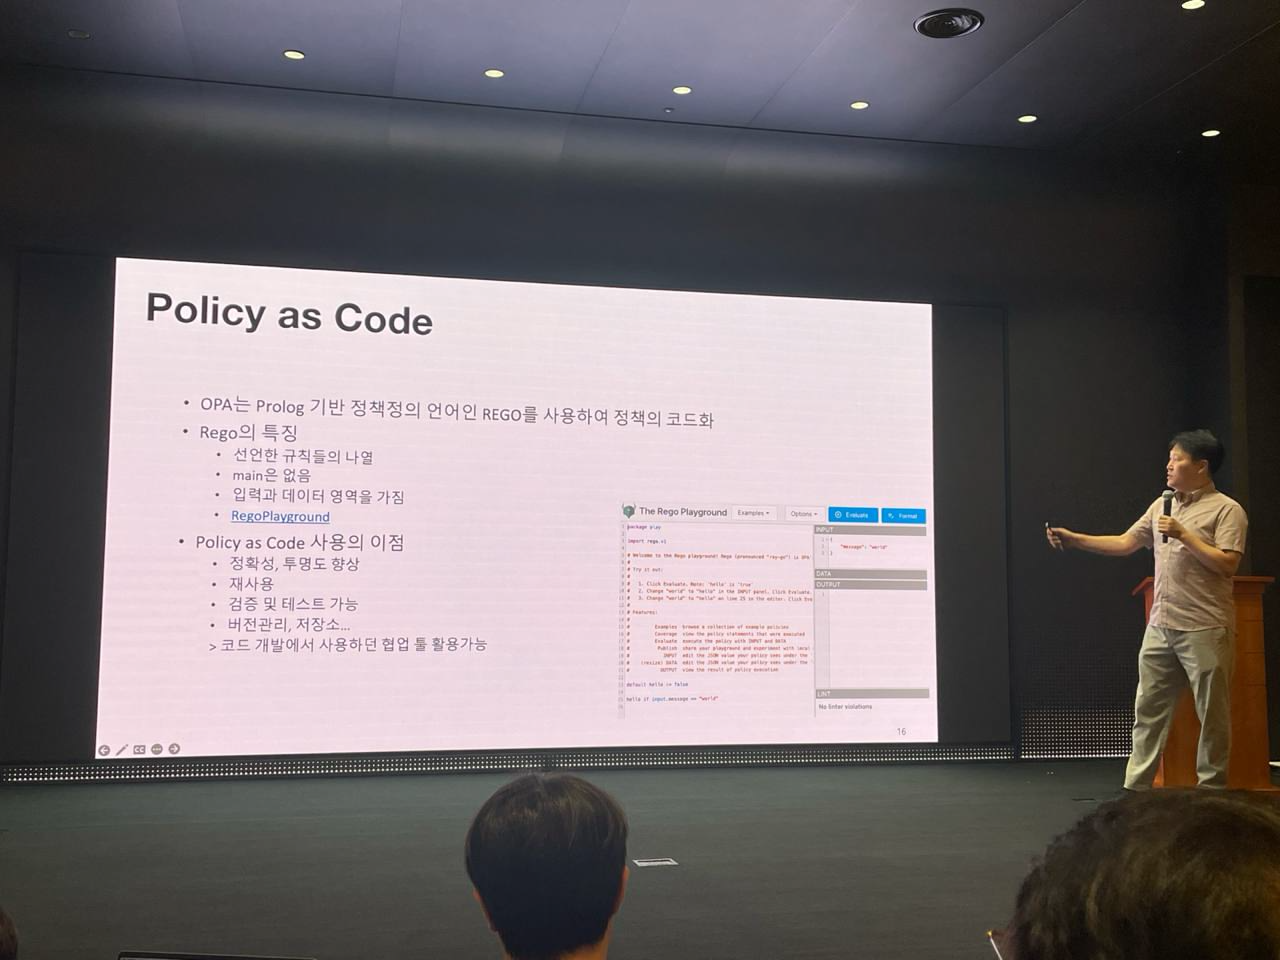 Policy as Code
• OPA는 Prolog 기반 정책정의 언어인 REGO를 사용하여 정책의 코드화
• Rego의 특징
• 선언한 규칙들의 나열
• main은 없음
• 입력과 데이터 영역을 가짐
• RegoPlayground
• Policy as Code 사용의 이점
• 정확성, 투명도 향상
• 재사용
• 검증 및 테스트 가능
• 버전관리, 저장소...
> 코드 개발에서 사용하던 협업 툴 활용가능
The Rego Playground
Examples
Options
Evaluate
Format
package play
import rego.v1
# Welcome to the Rego playground! Rego (pronounced "ray-go") is OPA'
# Try it out:
# 1. Click Evaluate. Note: 'hello' is 'true'
# 2. Change "world" to "hello" in the INPUT panel. Click Evaluate.
# 3. Change "world" to "hello" on line 25 in the editor. Click Eva
# Features:
# Examples browse a collection of example policies
# Coverage view the policy statements that were executed
# Evaluate execute the policy with INPUT and DATA
# Publish share your playground and experiment with local
# INPUT edit the JSON value your policy sees under the
# (resize) DATA edit the JSON value your policy sees under the
# OUTPUT view the result of policy execution
default hello := false
hello if input.message == "world"
INPUT
{
"message": "world"
}
DATA
OUTPUT
LINT
No linter violations
16
CC